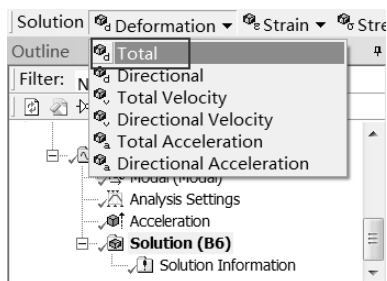 Solution Deformation Strain Stre
Outline Total
Filter: Directional
Total Velocity
Directional Velocity
Total Acceleration
Directional Acceleration
Modal (Modal)
Analysis Settings
Acceleration
Solution (B6)
Solution Information